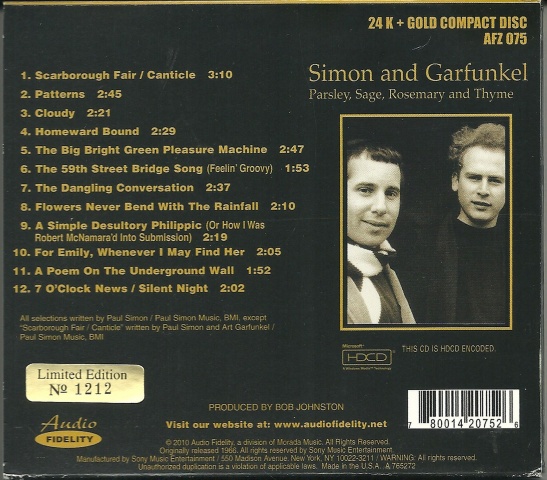 24 K + GOLD COMPACT DISC
AFZ 075
Simon and Garfunkel
Parsley, Sage, Rosemary and Thyme
1. Scarborough Fair / Canticle 3:10
2. Patterns 2:45
3. Cloudy 2:21
4. Homeward Bound 2:29
5. The Big Bright Green Pleasure Machine 2:47
6. The 59th Street Bridge Song (Feelin' Groovy) 1:53
7. The Dangling Conversation 2:37
8. Flowers Never Bend With The Rainfall 2:10
9. A Simple Desultory Philippic (Or How I Was
Robert McNamara'd Into Submission) 2:19
10. For Emily, Whenever I May Find Her 2:05
11. A Poem On The Underground Wall 1:52
12. 7 O'Clock News / Silent Night 2:02
All selections written by Paul Simon / Paul Simon Music, BMI, except
"Scarborough Fair / Canticle" written by Paul Simon and Art Garfunkel /
Paul Simon Music, BMI
Microsoft
HDCD
A Windows Media Technology
THIS CD IS HDCD ENCODED.
Limited Edition
№ 1212
Audio
FIDELITY
PRODUCED BY BOB JOHNSTON
Visit our website at: www.audiofidelity.net
7 80014 20752 6
© 2010 Audio Fidelity, a division of Morada Music. All Rights Reserved.
Originally released 1966. All rights reserved by Sony Music Entertainment.
Manufactured by Sony Music Entertainment / 550 Madison Avenue, New York, NY 10022-3211 / WARNING: All rights reserved.
Unauthorized duplication is a violation of applicable laws. Made in the U.S.A. A 765272